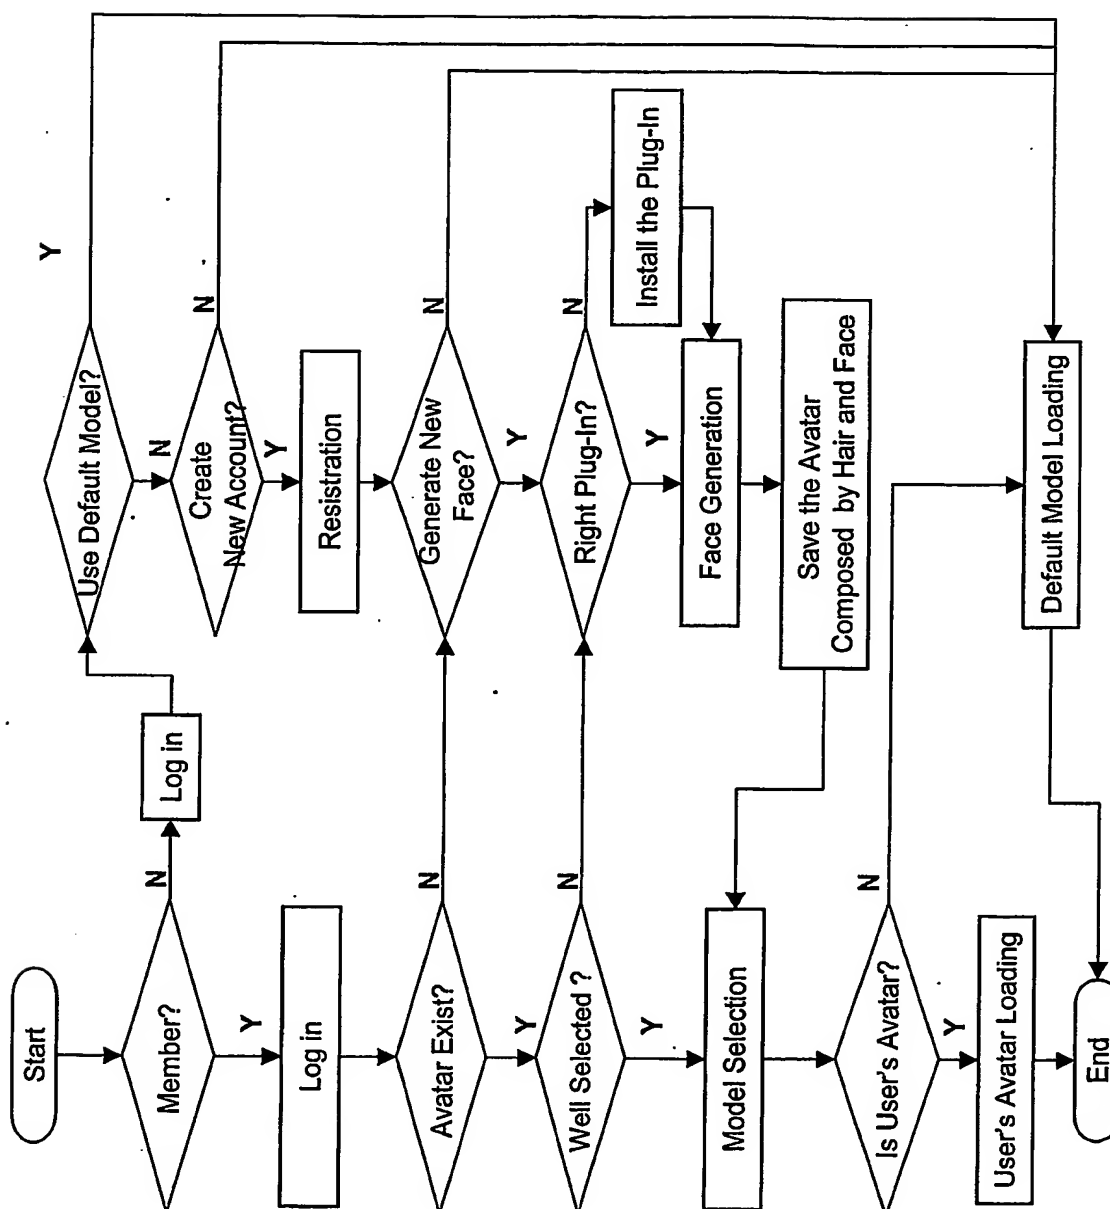 Start
Member?
N
Log in
Y
Log in
Use Default Model?
Y
N
Create
New Account?
N
Y
Resistration
Avatar Exist?
N
Y
Generate New
Face?
N
Y
Well Selected ?
N
Y
Right Plug-In?
N
Y
Install the Plug-In
Face Generation
Save the Avatar
Composed by Hair and Face
Model Selection
Is User's Avatar?
N
Y
User's Avatar Loading
Default Model Loading
End